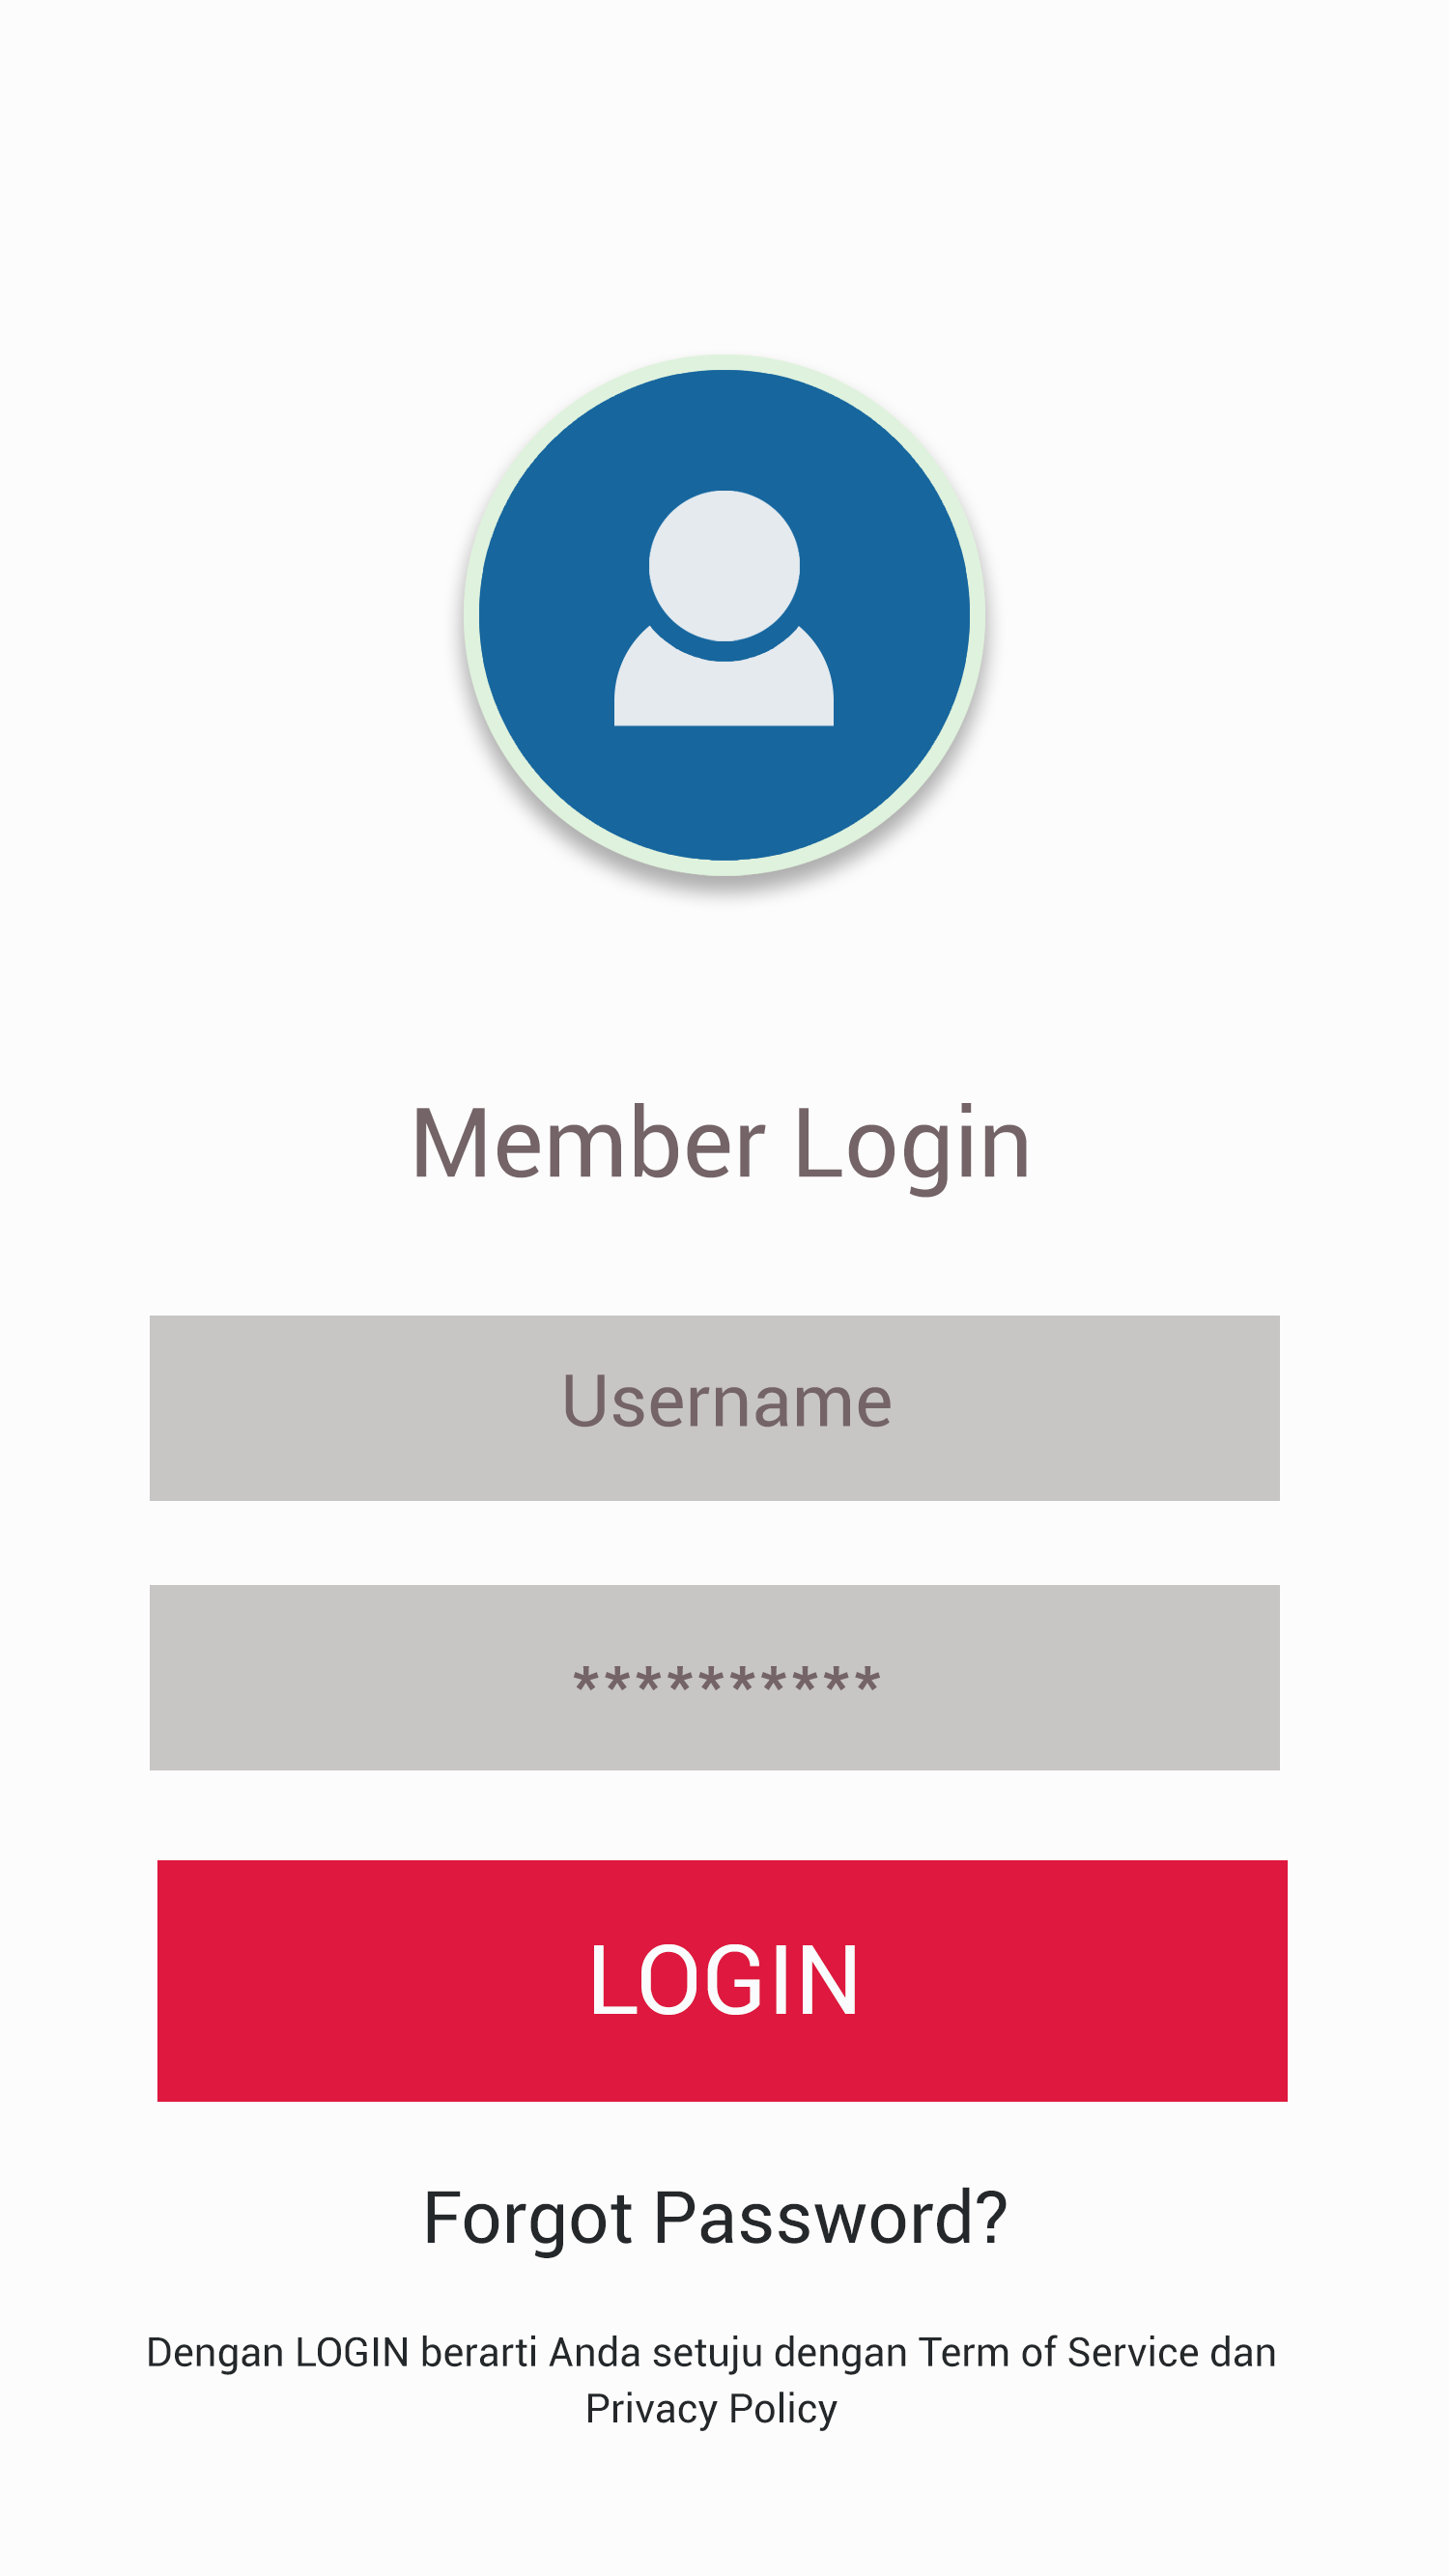 Member Login
Username
**********
LOGIN
Forgot Password?
Dengan LOGIN berarti Anda setuju dengan Term of Service dan
Privacy Policy